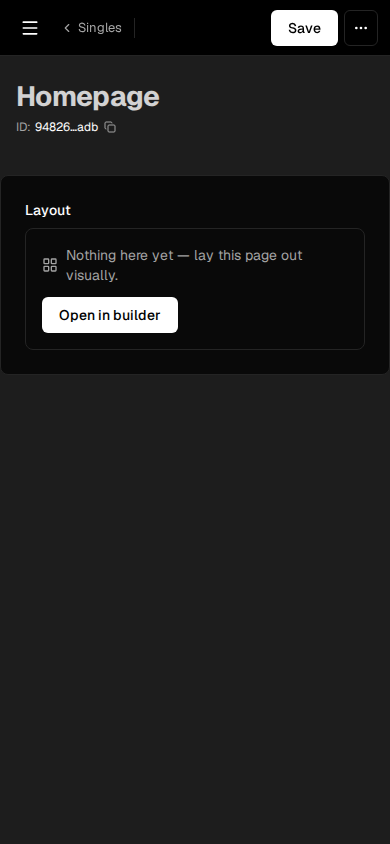 Singles
Save
Homepage
ID: 94826...adb
Layout
Nothing here yet — lay this page out
visually.
Open in builder